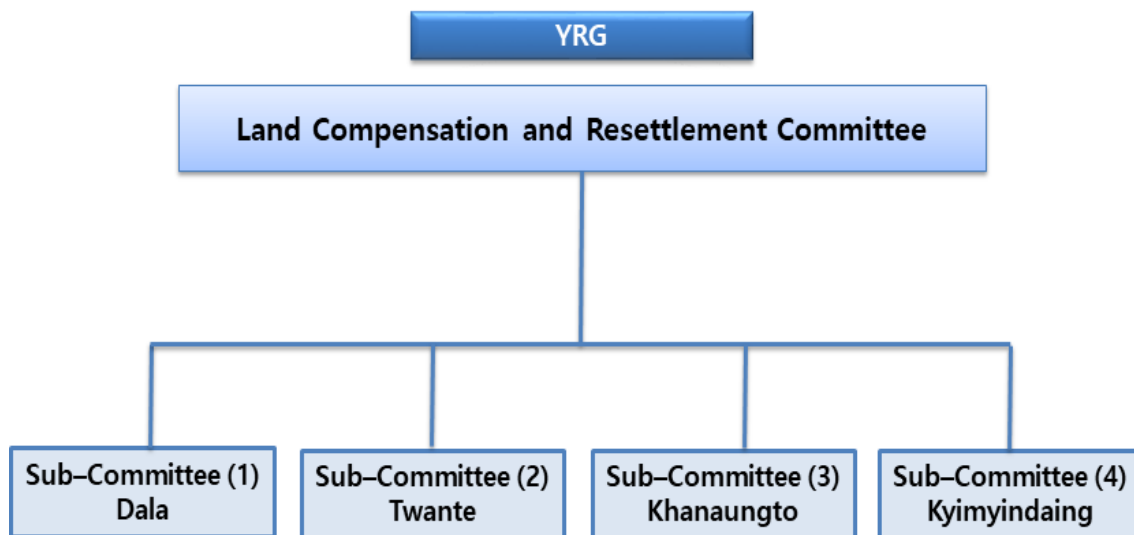 YRG
Land Compensation and Resettlement Committee
Sub–Committee (1)
Dala
Sub–Committee (2)
Twante
Sub–Committee (3)
Khanaungto
Sub–Committee (4)
Kyimyindaing